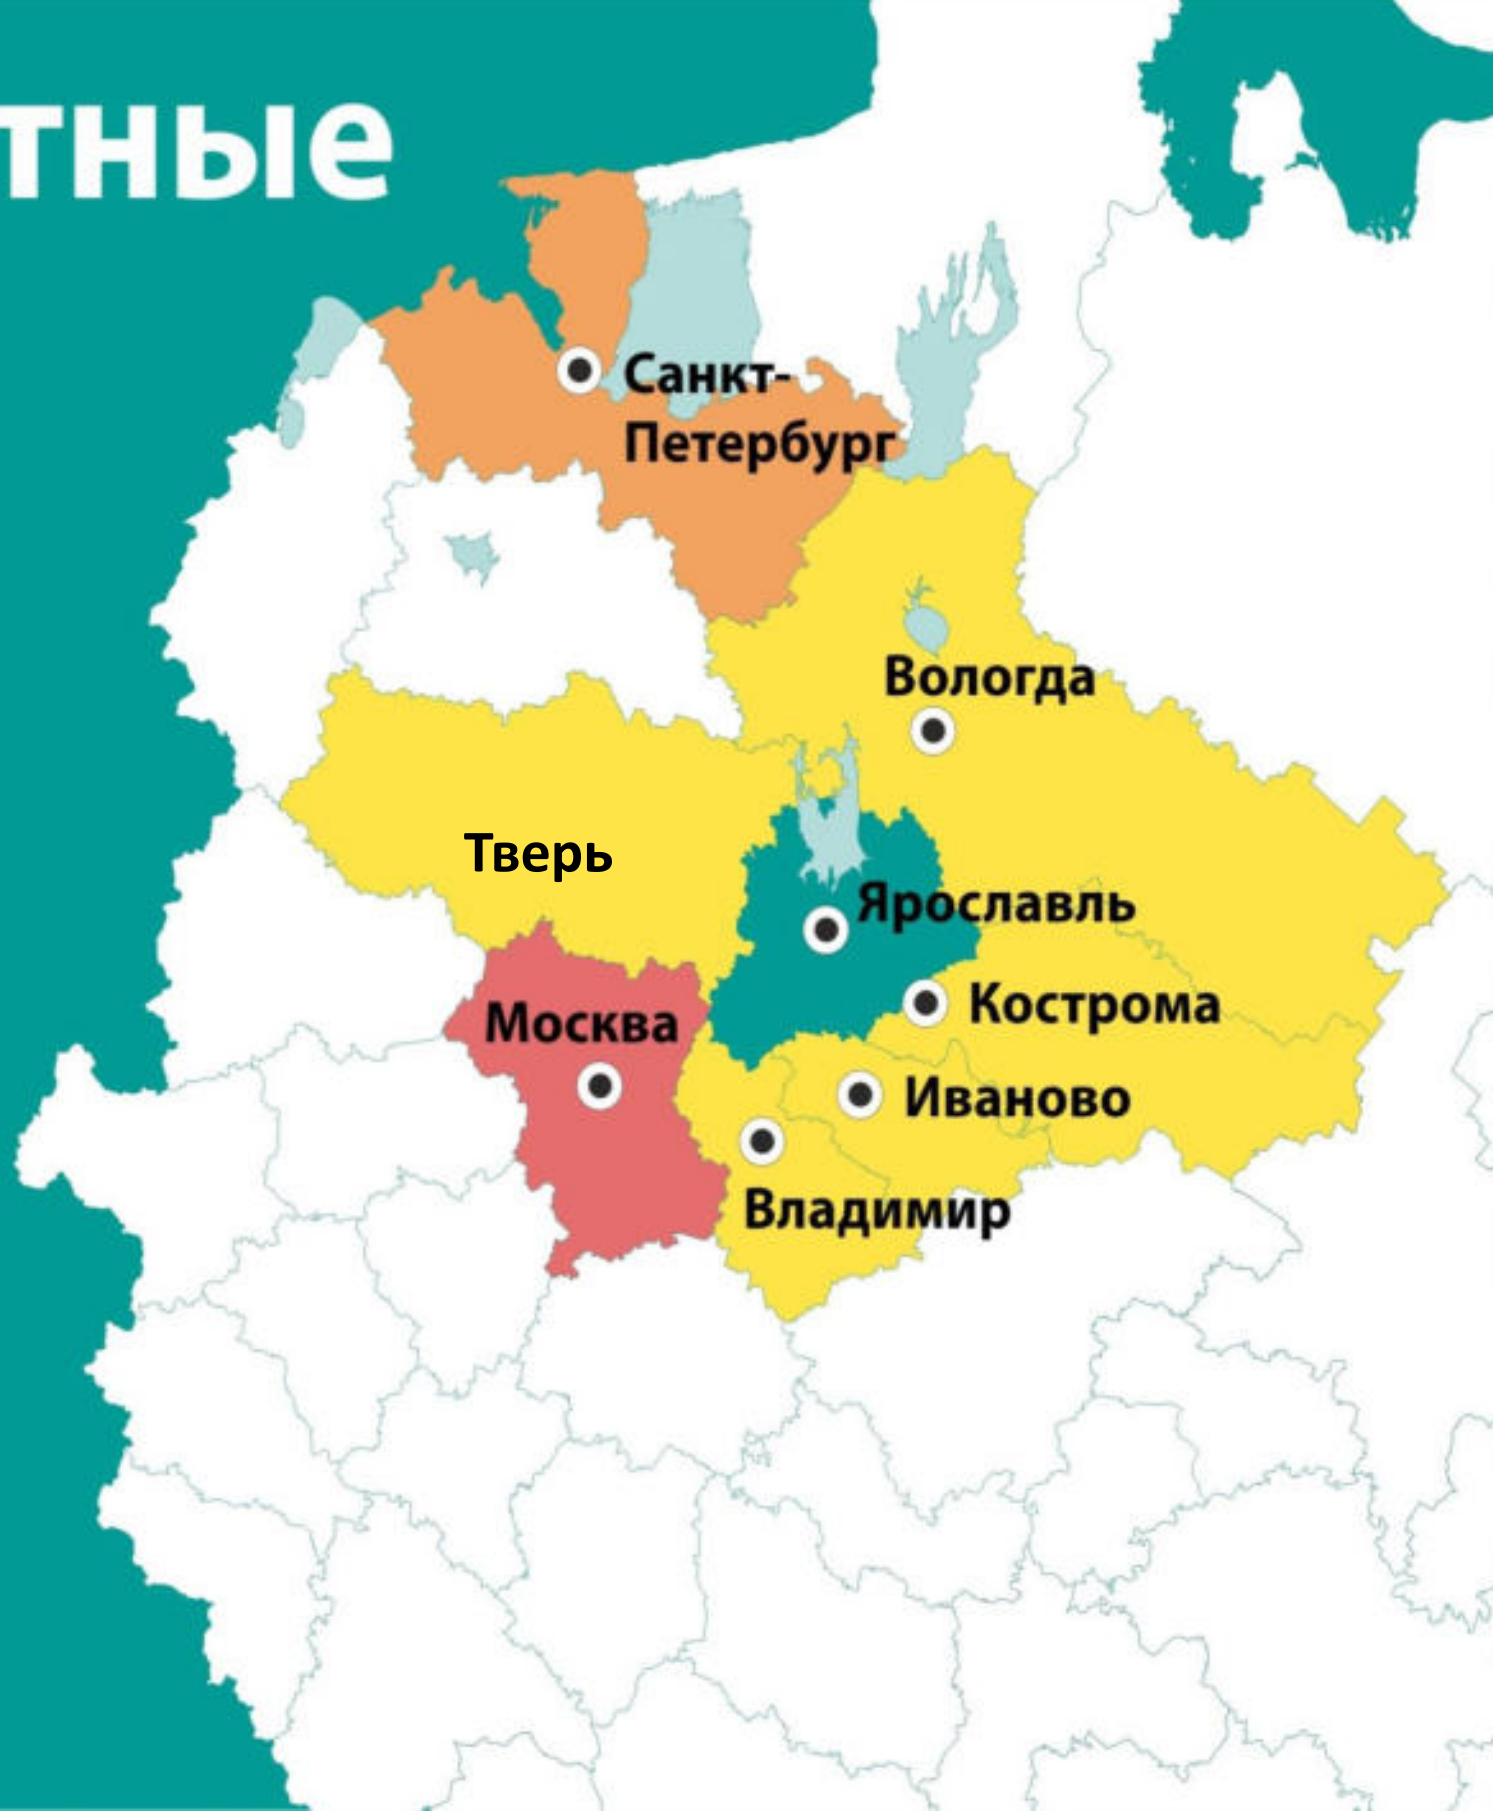 тные
Санкт-
Петербург
Вологда
Тверь
Ярославль
Москва
Кострома
Иваново
Владимир